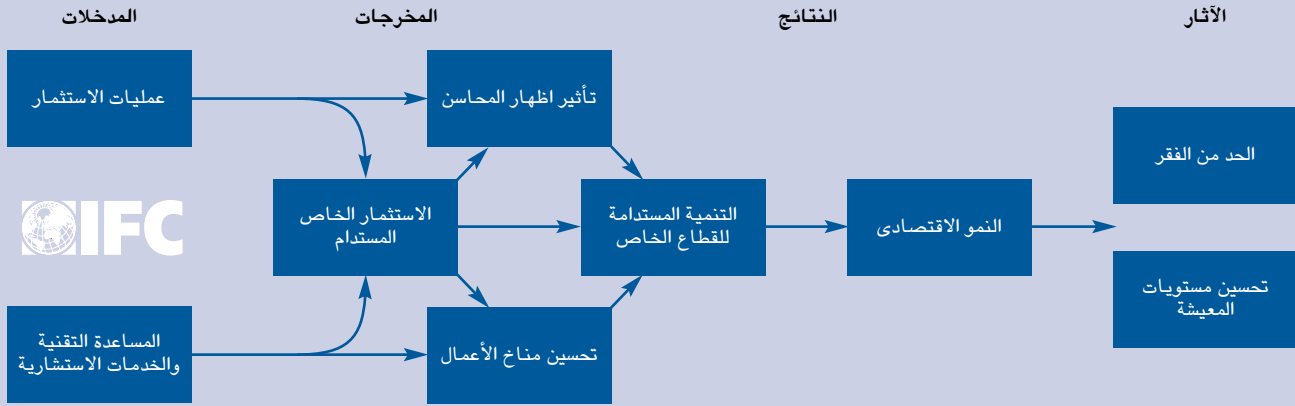 المدخلات
المخرجات
النتائج
الآثار
عمليات الاستثمار
تأثير اظهار المحاسن
الحد من الفقر
IFC
الاستثمار الخاص
المستدام
التنمية المستدامة
للقطاع الخاص
النمو الاقتصادى
تحسين مستويات
المعيشة
المساعدة التقنية
والخدمات الاستشارية
تحسين مناخ الأعمال